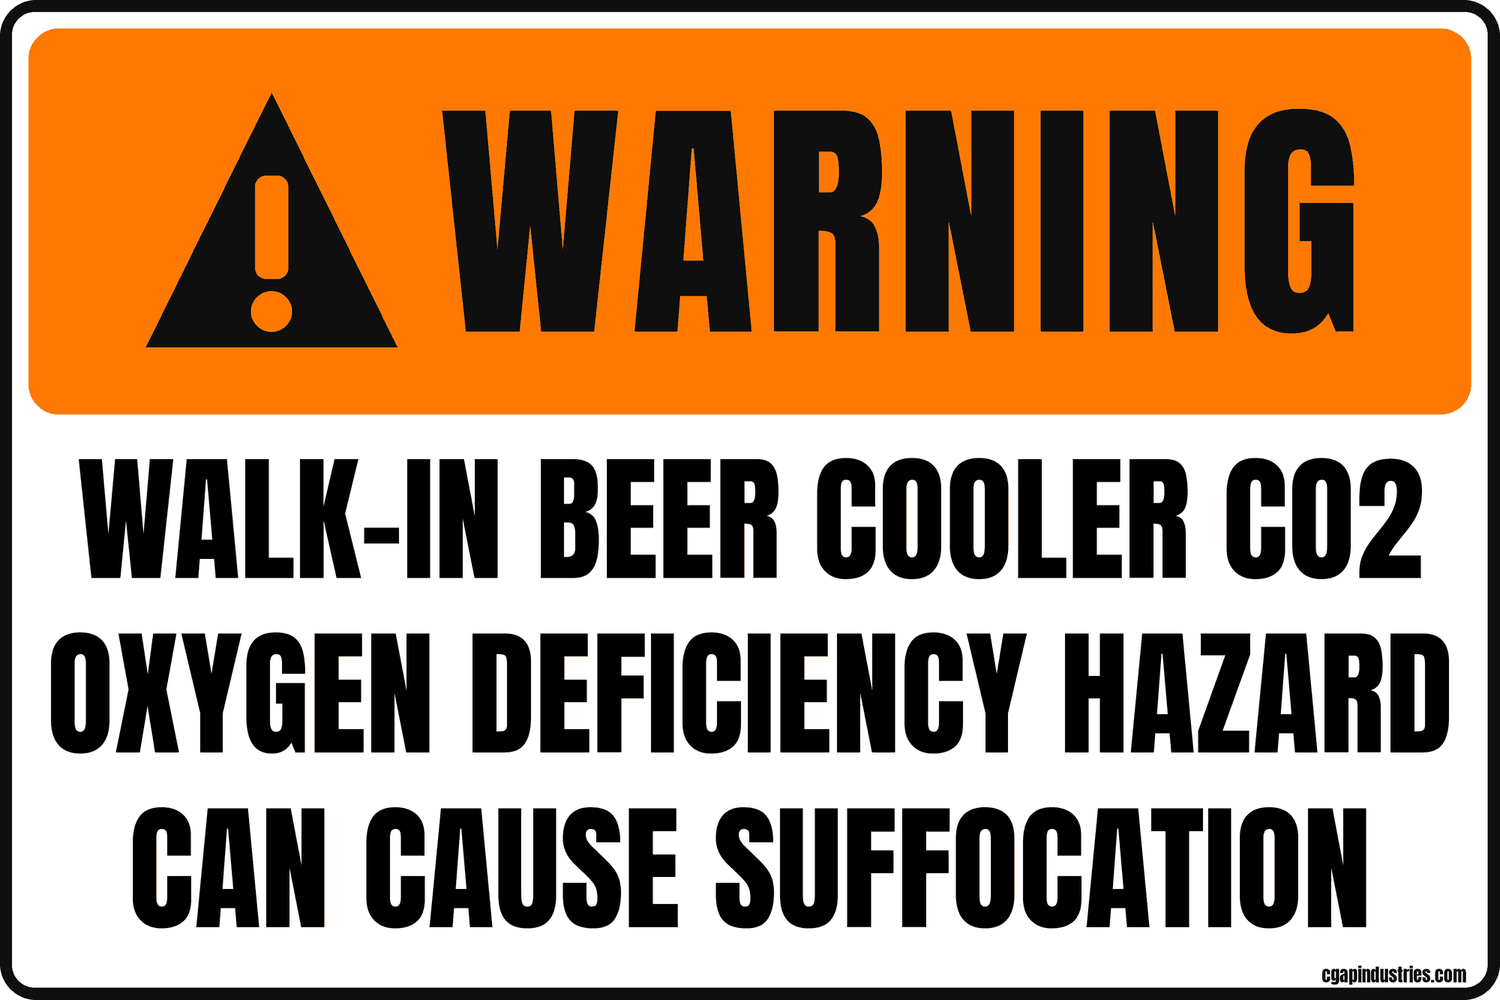 WARNING
WALK-IN BEER COOLER CO2
OXYGEN DEFICIENCY HAZARD
CAN CAUSE SUFFOCATION
cgapindustries.com